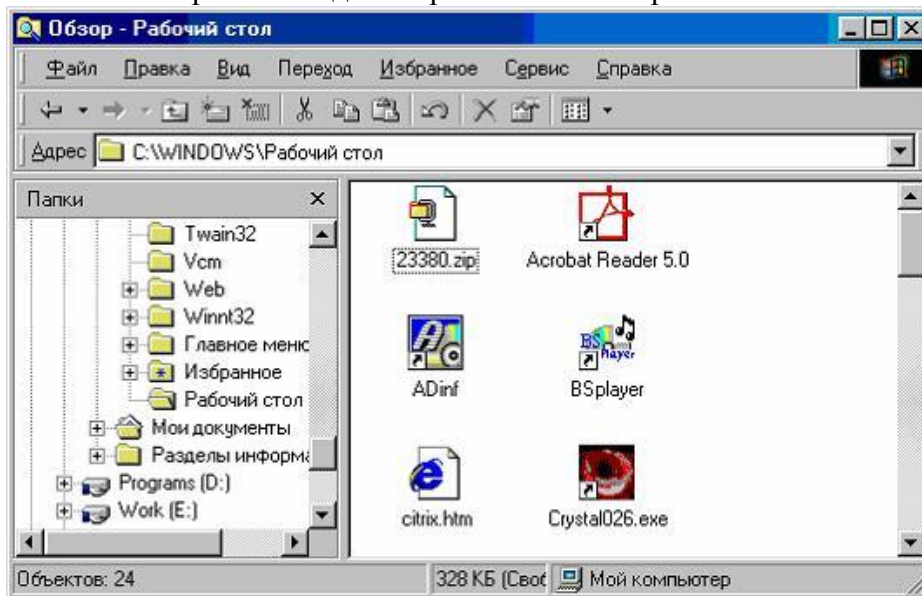 Обзор - Рабочий стол
Файл Правка Вид Переход Избранное Сервис Справка
Адрес C:\WINDOWS\Рабочий стол
Папки
Twain32
Vcm
Web
Winnt32
Главное меню
Избранное
Рабочий стол
Мои документы
Разделы информа
Programs (D:)
Work (E:)
23380.zip
Acrobat Reader 5.0
ADinf
BSplayer
citrix.htm
Crystal026.exe
Объектов: 24
328 КБ (Своб
Мой компьютер